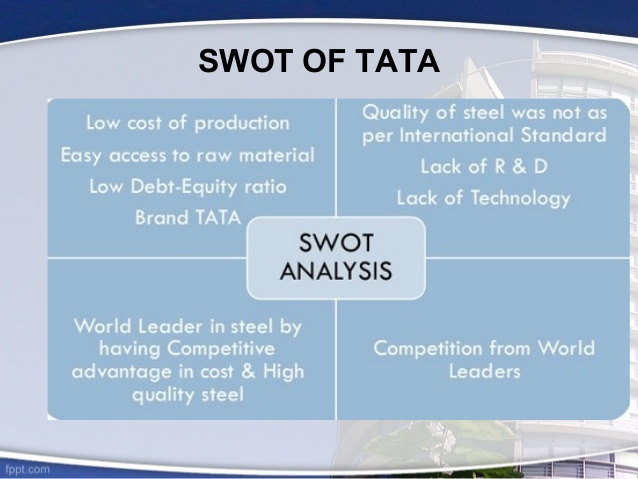 SWOT OF TATA
Low cost of production
Easy access to raw material
Low Debt-Equity ratio
Brand TATA
Quality of steel was not as
per International Standard
Lack of R & D
Lack of Technology
SWOT
ANALYSIS
World Leader in steel by
having Competitive
advantage in cost & High
quality steel
Competition from World
Leaders
fppt.com